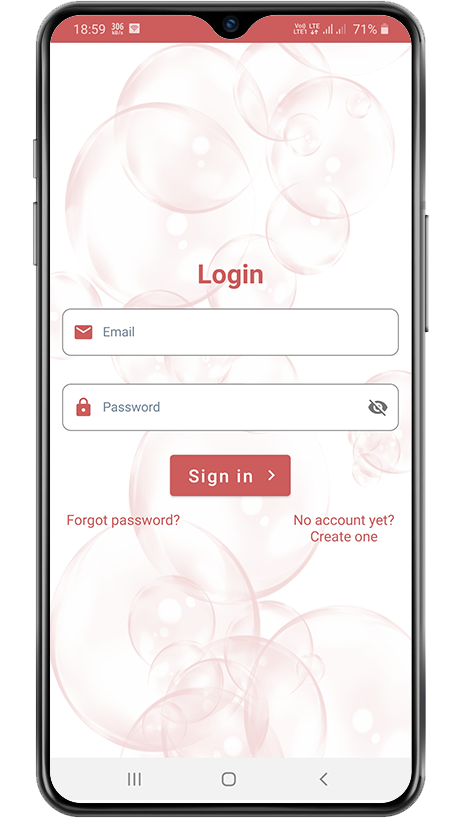 18:59 306 KB/s Vo) LTE LTE1 71%
Login
Email
Password
Sign in
Forgot password?
No account yet?
Create one